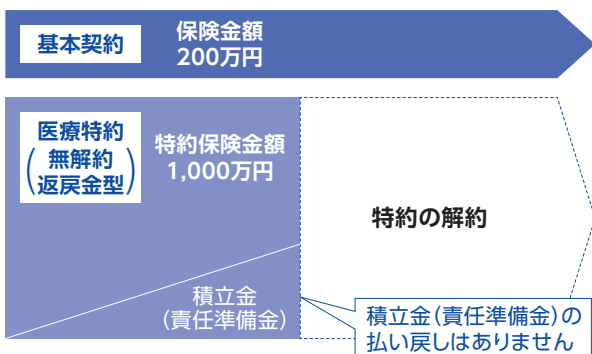 基本契約
保険金額
200万円
医療特約
(無解約
返戻金型)
特約保険金額
1,000万円
特約の解約
積立金
(責任準備金)
積立金(責任準備金)の
払い戻しはありません